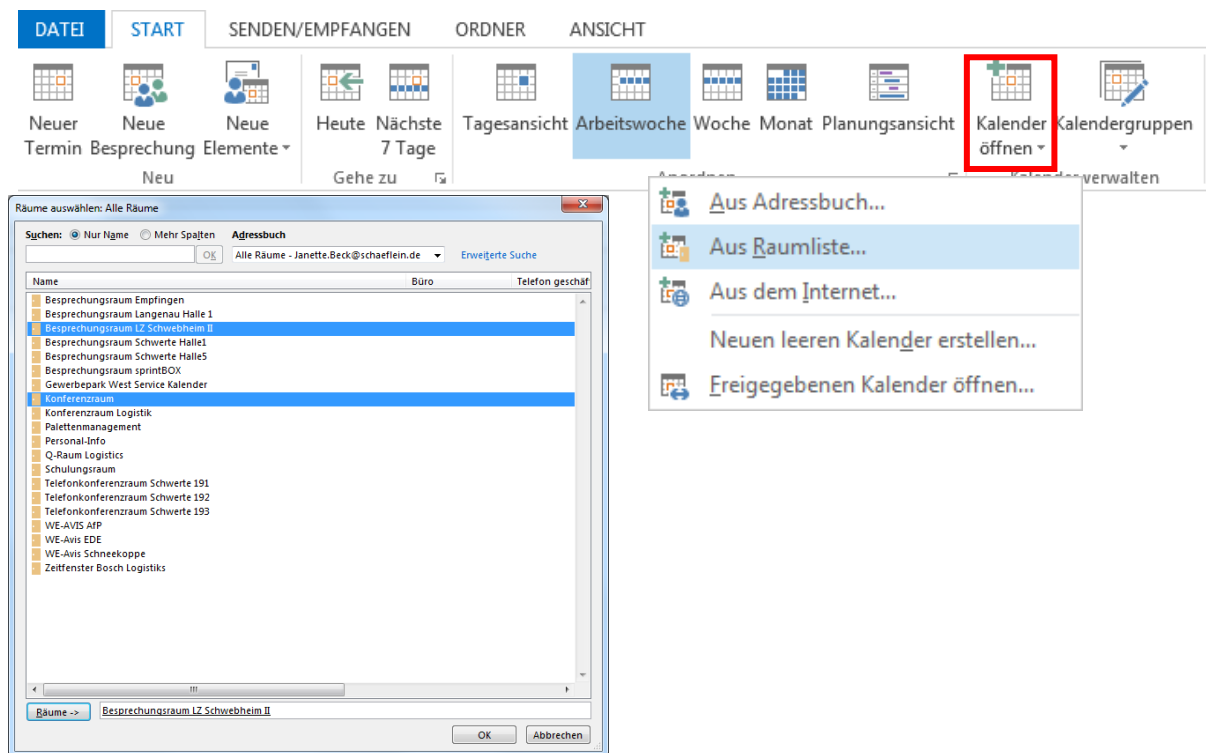 DATEI START SENDEN/EMPFANGEN ORDNER ANSICHT
Neuer Neue Neue Heute Nächste Tagesansicht Arbeitswoche Woche Monat Planungsansicht Kalender Kalendergruppen
Termin Besprechung Elemente 7 Tage öffnen
Neu Gehe zu Anordnen Kalender verwalten
Aus Adressbuch...
Aus Raumliste...
Aus dem Internet...
Neuen leeren Kalender erstellen...
Freigegebenen Kalender öffnen...
Räume auswählen: Alle Räume
Suchen: Nur Name Mehr Spalten Adressbuch
OK Alle Räume - Janette.Beck@schaeflein.de Erweiterte Suche
Name Büro Telefon geschäf
Besprechungsraum Empfingen
Besprechungsraum Langenau Halle 1
Besprechungsraum LZ Schwebheim II
Besprechungsraum Schwerte Halle1
Besprechungsraum Schwerte Halle5
Besprechungsraum sprintBOX
Gewerbepark West Service Kalender
Konferenzraum
Konferenzraum Logistik
Palettenmanagement
Personal-Info
Q-Raum Logistics
Schulungsraum
Telefonkonferenzraum Schwerte 191
Telefonkonferenzraum Schwerte 192
Telefonkonferenzraum Schwerte 193
WE-AVIS AfP
WE-Avis EDE
WE-Avis Schneekoppe
Zeitfenster Bosch Logistiks
Räume -> Besprechungsraum LZ Schwebheim II
OK Abbrechen